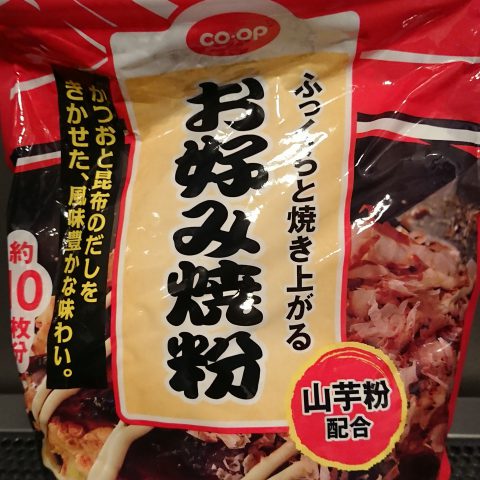 CO·OP
ふっくらっと焼き上がる
お好み焼粉
かつおと昆布のだしを
きかせた、風味豊かな味わい。
約
10
枚分
山芋粉
配合